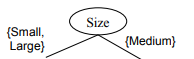 Size
{Small,
Large}
{Medium}